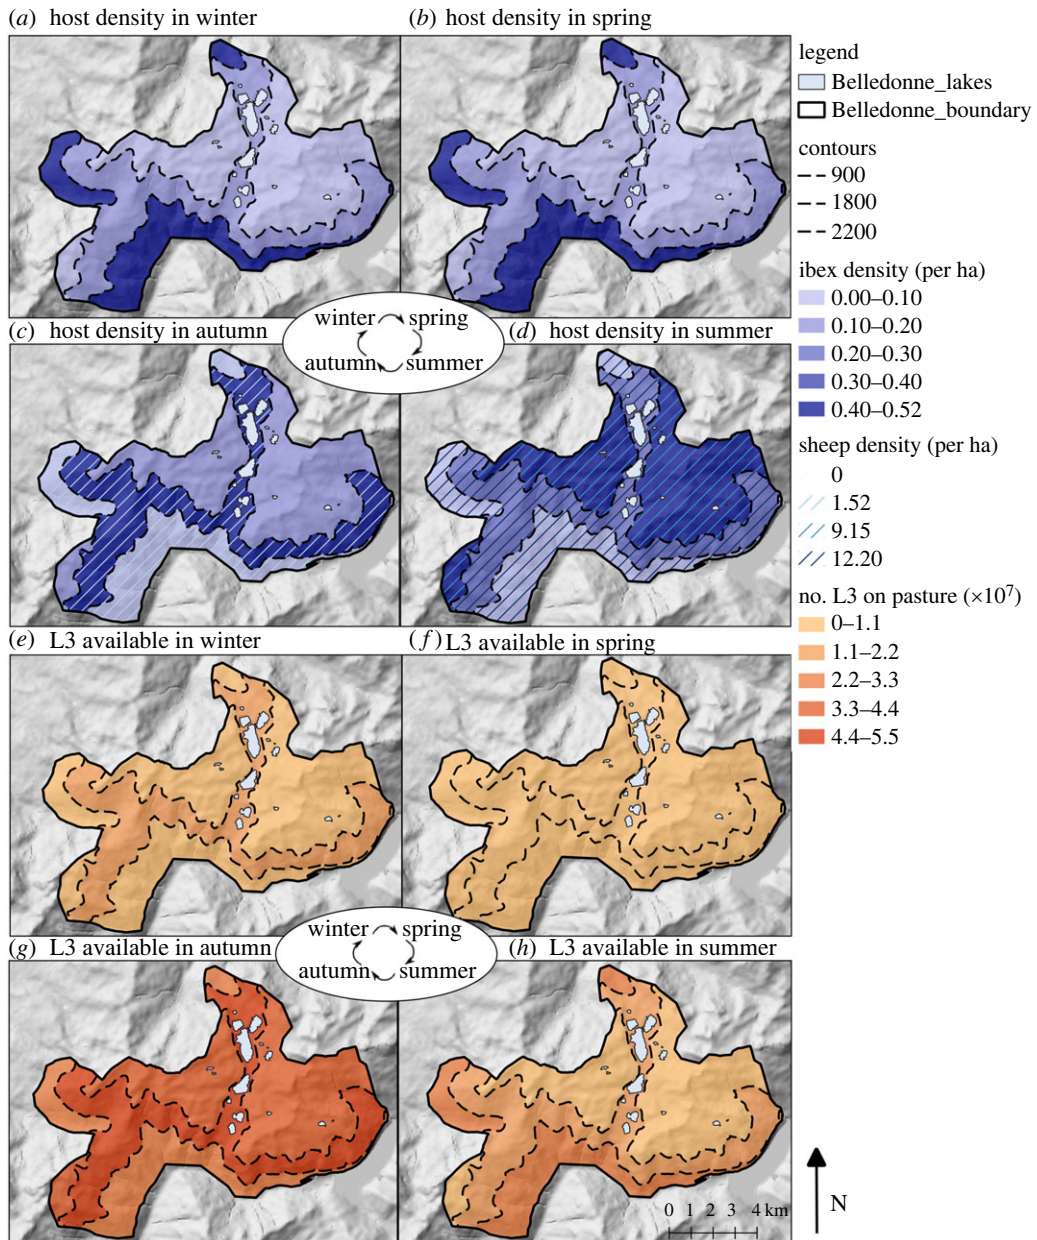 (a) host density in winter
(b) host density in spring
legend
Belledonne_lakes
Belledonne_boundary
contours
900
1800
2200
ibex density (per ha)
0.00–0.10
0.10–0.20
0.20–0.30
0.30–0.40
0.40–0.52
sheep density (per ha)
0
1.52
9.15
12.20
no. L3 on pasture (×10⁷)
0–1.1
1.1–2.2
2.2–3.3
3.3–4.4
4.4–5.5
winter spring
autumn summer
(c) host density in autumn
(d) host density in summer
(e) L3 available in winter
(f) L3 available in spring
winter spring
autumn summer
(g) L3 available in autumn
(h) L3 available in summer
0 1 2 3 4 km
N